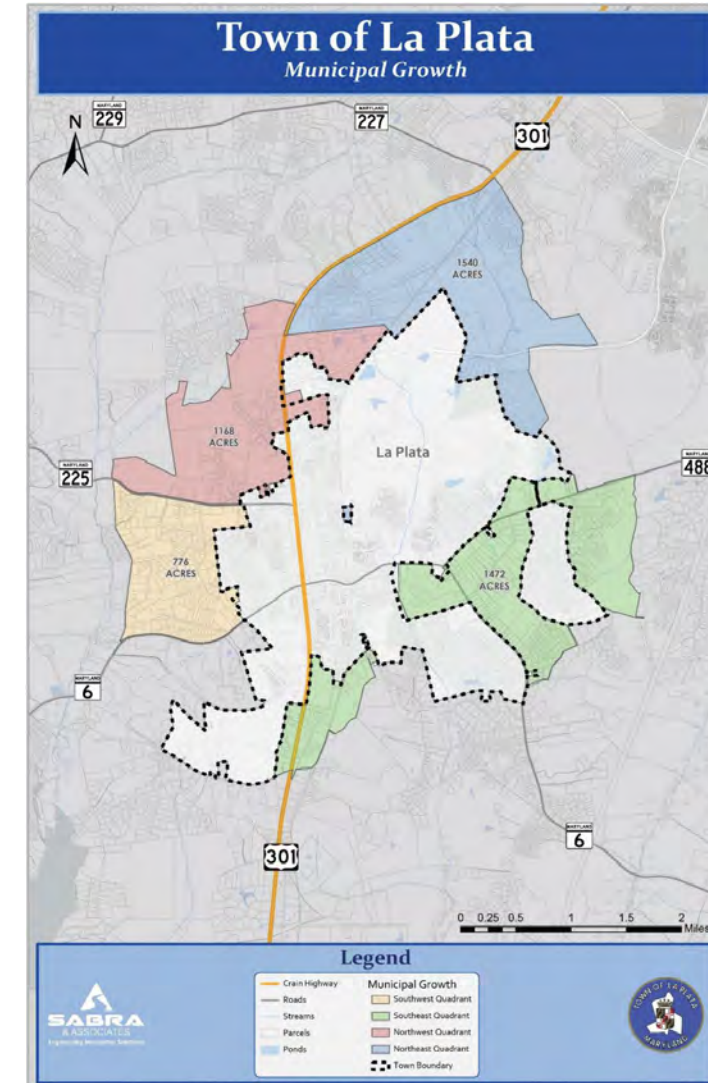 Town of La Plata
Municipal Growth
N
MARYLAND
229
MARYLAND
227
301
1540
ACRES
1168
ACRES
La Plata
MARYLAND
225
MARYLAND
488
776
ACRES
1472
ACRES
MARYLAND
6
MARYLAND
6
301
0 0.25 0.5 1 1.5 2
Miles
Legend
Crain Highway
Roads
Streams
Parcels
Ponds
Municipal Growth
Southwest Quadrant
Southeast Quadrant
Northwest Quadrant
Northeast Quadrant
Town Boundary
SABRA
& ASSOCIATES
TOWN OF LA PLATA
MARYLAND